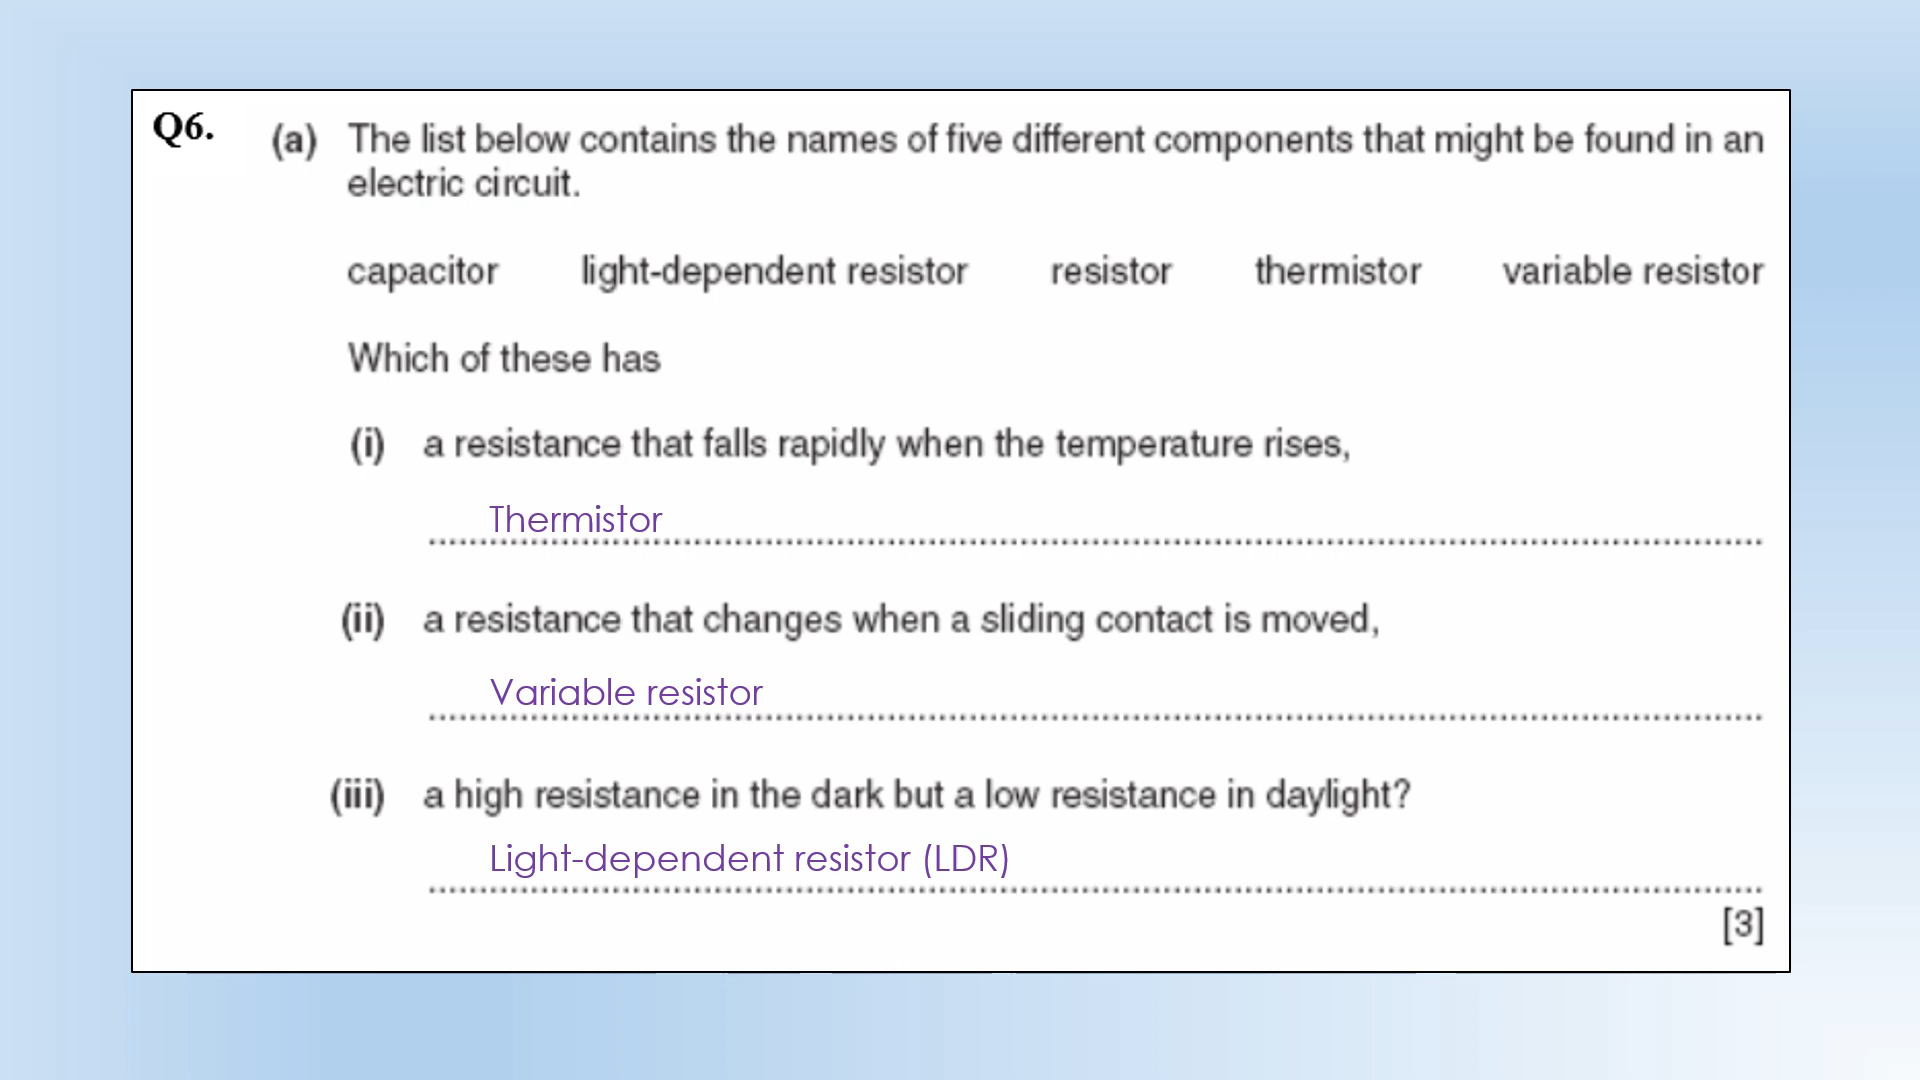 Q6. (a) The list below contains the names of five different components that might be found in an
electric circuit.
capacitor light-dependent resistor resistor thermistor variable resistor
Which of these has
(i) a resistance that falls rapidly when the temperature rises,
Thermistor
(ii) a resistance that changes when a sliding contact is moved,
Variable resistor
(iii) a high resistance in the dark but a low resistance in daylight?
Light-dependent resistor (LDR)
[3]